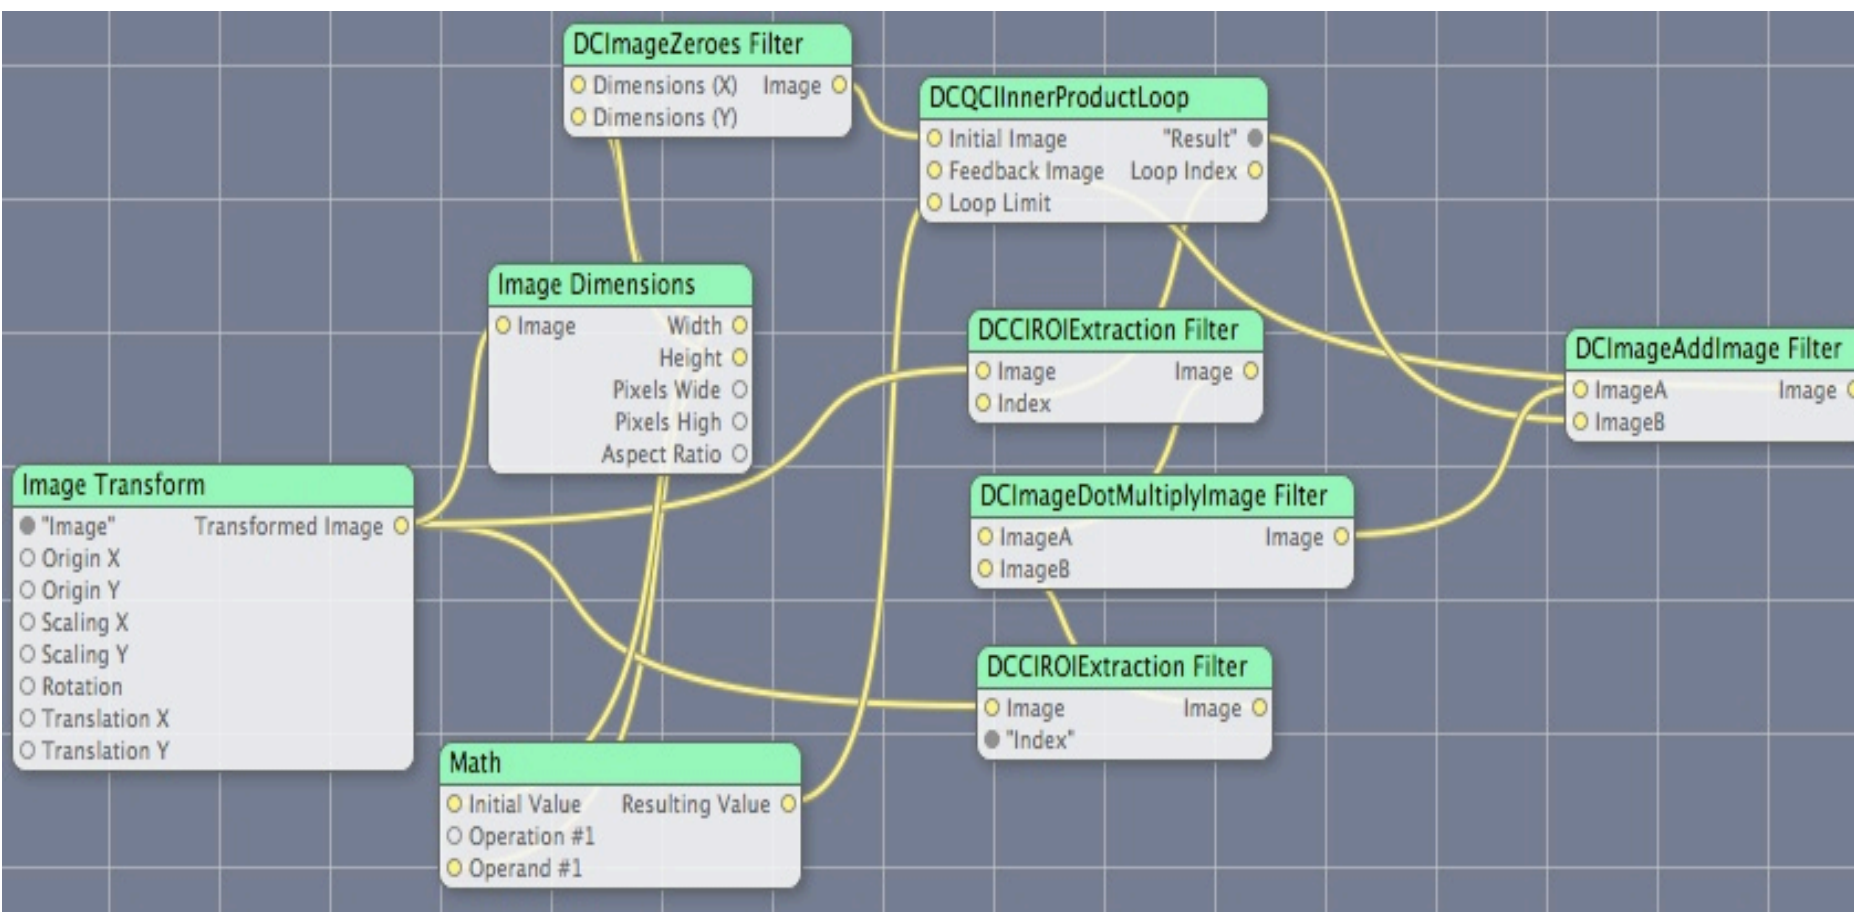 DCImageZeroes Filter
Dimensions (X) Image
Dimensions (Y)
DCQCIInnerProductLoop
Initial Image "Result"
Feedback Image Loop Index
Loop Limit
Image Dimensions
Image Width
Height
Pixels Wide
Pixels High
Aspect Ratio
DCCIROIExtraction Filter
Image Image
Index
DCImageAddImage Filter
ImageA Image
ImageB
Image Transform
"Image" Transformed Image
Origin X
Origin Y
Scaling X
Scaling Y
Rotation
Translation X
Translation Y
DCImageDotMultiplyImage Filter
ImageA Image
ImageB
DCCIROIExtraction Filter
Image Image
"Index"
Math
Initial Value Resulting Value
Operation #1
Operand #1